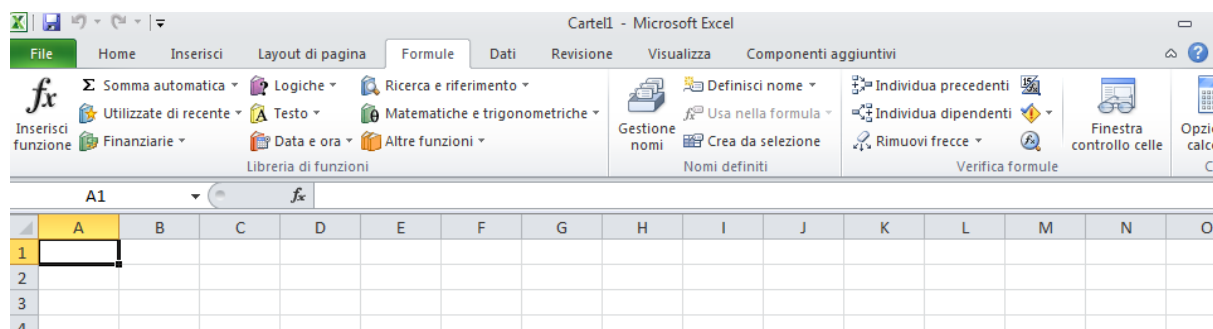 Cartel1 - Microsoft Excel
File Home Inserisci Layout di pagina Formule Dati Revisione Visualizza Componenti aggiuntivi
fx Inserisci funzione
Σ Somma automatica
Utilizzate di recente
Finanziarie
Logiche
A Testo
Data e ora
Ricerca e riferimento
θ Matematiche e trigonometriche
Altre funzioni
Libreria di funzioni
Gestione nomi
Definisci nome
Usa nella formula
Crea da selezione
Nomi definiti
Individua precedenti
Individua dipendenti
Rimuovi frecce
Finestra controllo celle
Verifica formule
A1 fx
A B C D E F G H I J K L M N O
1
2
3
4